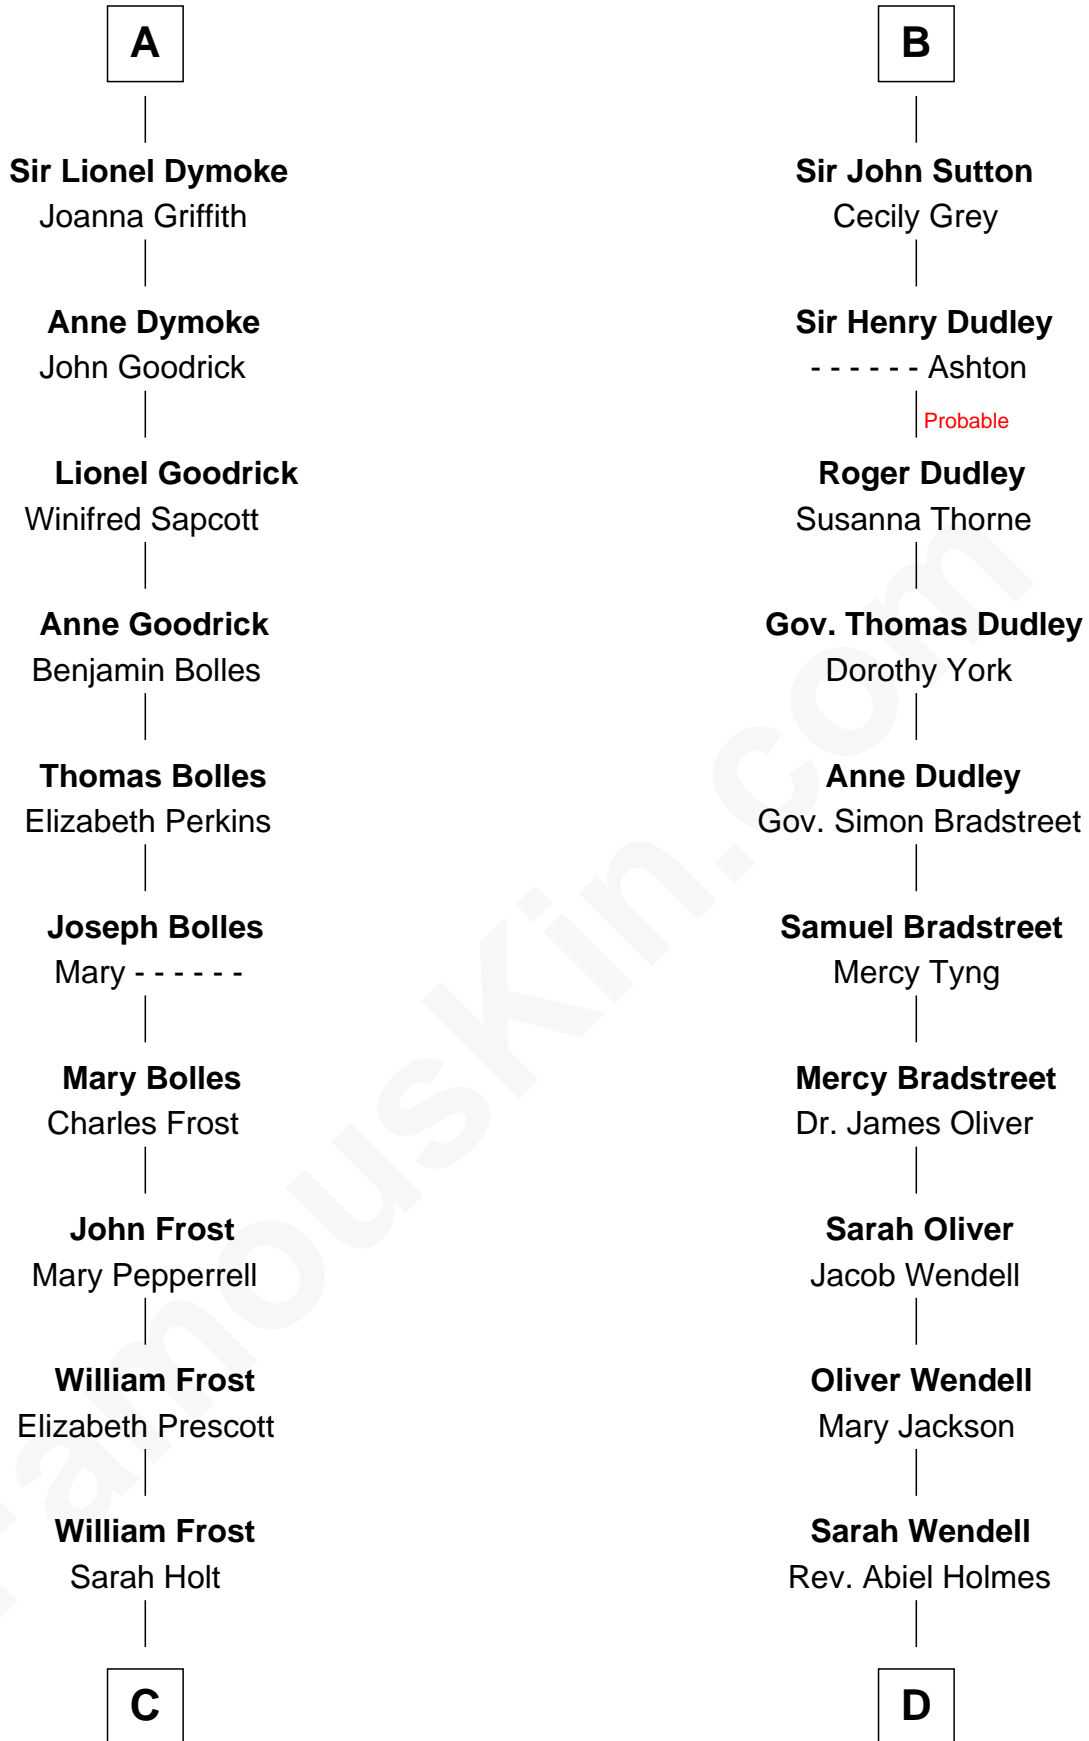 A
Sir Lionel Dymoke
Joanna Griffith
Anne Dymoke
John Goodrick
Lionel Goodrick
Winifred Sapcott
Anne Goodrick
Benjamin Bolles
Thomas Bolles
Elizabeth Perkins
Joseph Bolles
Mary - - - - - -
Mary Bolles
Charles Frost
John Frost
Mary Pepperrell
William Frost
Elizabeth Prescott
William Frost
Sarah Holt
C
B
Sir John Sutton
Cecily Grey
Sir Henry Dudley
- - - - - - Ashton
Probable
Roger Dudley
Susanna Thorne
Gov. Thomas Dudley
Dorothy York
Anne Dudley
Gov. Simon Bradstreet
Samuel Bradstreet
Mercy Tyng
Mercy Bradstreet
Dr. James Oliver
Sarah Oliver
Jacob Wendell
Oliver Wendell
Mary Jackson
Sarah Wendell
Rev. Abiel Holmes
D
FamousKin.com